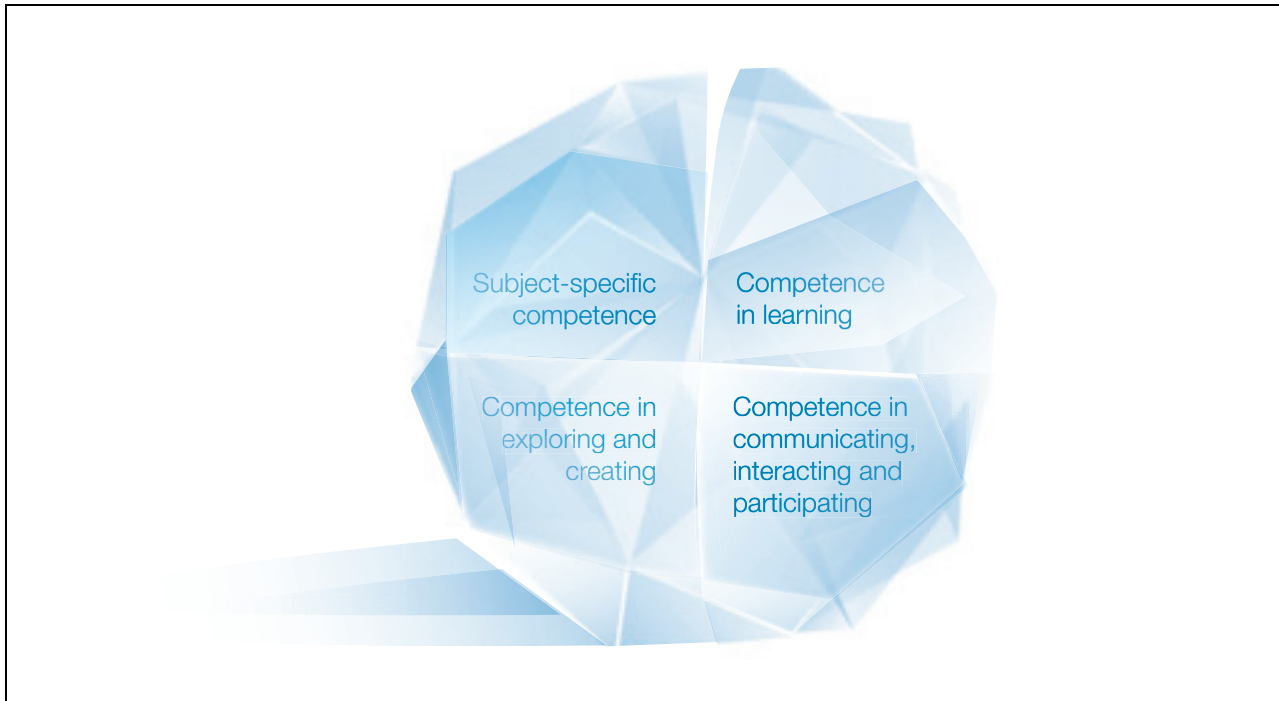 Subject-specific
competence
Competence
in learning
Competence in
exploring and
creating
Competence in
communicating,
interacting and
participating